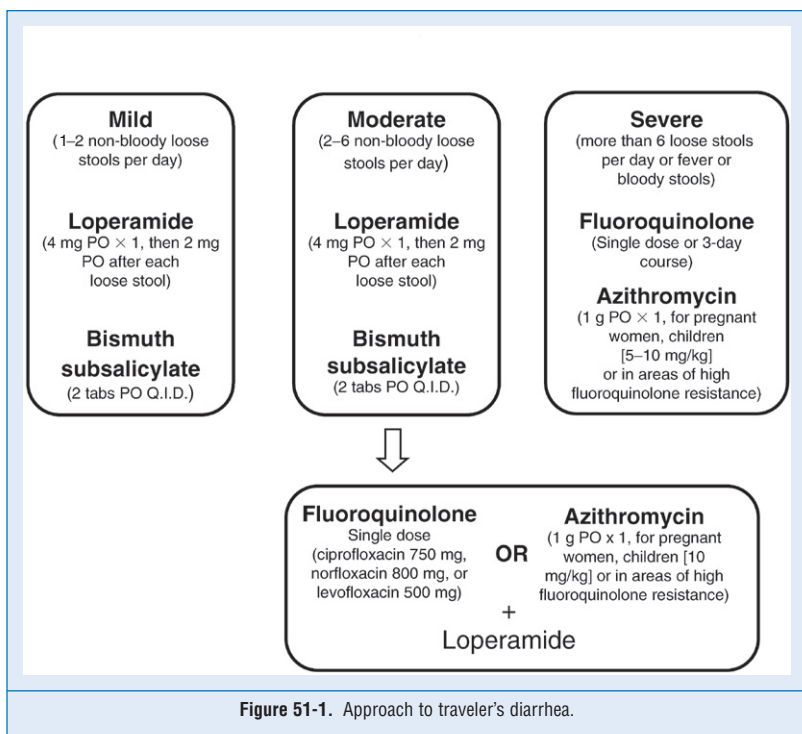 Mild
(1–2 non-bloody loose
stools per day)
Loperamide
(4 mg PO × 1, then 2 mg
PO after each
loose stool)
Bismuth
subsalicylate
(2 tabs PO Q.I.D.)
Moderate
(2–6 non-bloody loose
stools per day)
Loperamide
(4 mg PO × 1, then 2 mg
PO after each
loose stool)
Bismuth
subsalicylate
(2 tabs PO Q.I.D.)
Severe
(more than 6 loose stools
per day or fever or
bloody stools)
Fluoroquinolone
(Single dose or 3-day
course)
Azithromycin
(1 g PO × 1, for pregnant
women, children
[5–10 mg/kg]
or in areas of high
fluoroquinolone resistance)
Fluoroquinolone
Single dose
(ciprofloxacin 750 mg,
norfloxacin 800 mg, or
levofloxacin 500 mg)
OR
Azithromycin
(1 g PO x 1, for pregnant
women, children [10
mg/kg] or in areas of high
fluoroquinolone resistance)
+
Loperamide
Figure 51-1. Approach to traveler's diarrhea.